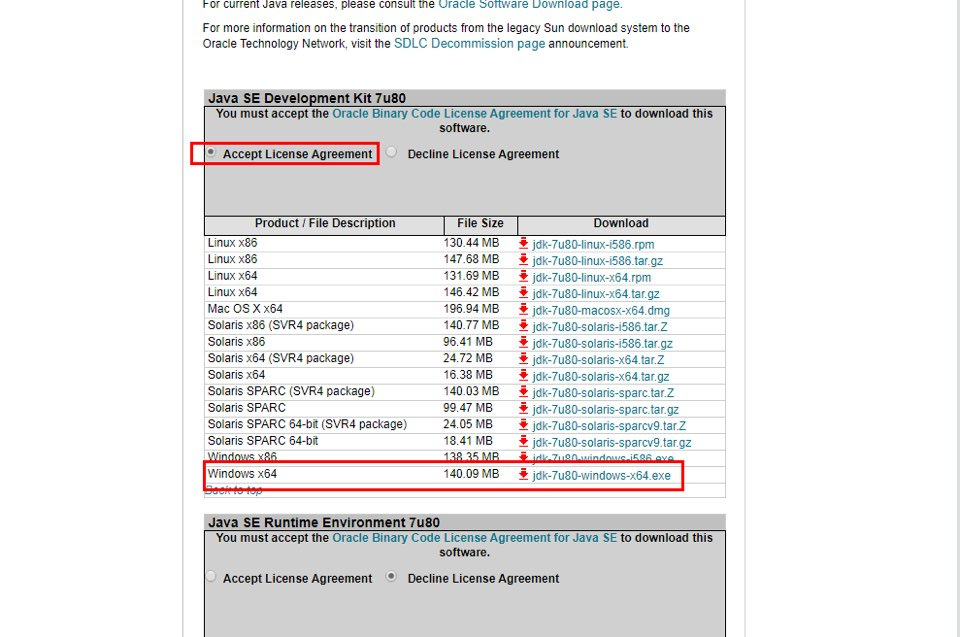 For current Java releases, please consult the Oracle Software Download page.
For more information on the transition of products from the legacy Sun download system to the
Oracle Technology Network, visit the SDLC Decommission page announcement.
Java SE Development Kit 7u80
You must accept the Oracle Binary Code License Agreement for Java SE to download this
software.
Accept License Agreement Decline License Agreement
Product / File Description File Size Download
Linux x86 130.44 MB jdk-7u80-linux-i586.rpm
Linux x86 147.68 MB jdk-7u80-linux-i586.tar.gz
Linux x64 131.69 MB jdk-7u80-linux-x64.rpm
Linux x64 146.42 MB jdk-7u80-linux-x64.tar.gz
Mac OS X x64 196.94 MB jdk-7u80-macosx-x64.dmg
Solaris x86 (SVR4 package) 140.77 MB jdk-7u80-solaris-i586.tar.Z
Solaris x86 96.41 MB jdk-7u80-solaris-i586.tar.gz
Solaris x64 (SVR4 package) 24.72 MB jdk-7u80-solaris-x64.tar.Z
Solaris x64 16.38 MB jdk-7u80-solaris-x64.tar.gz
Solaris SPARC (SVR4 package) 140.03 MB jdk-7u80-solaris-sparc.tar.Z
Solaris SPARC 99.47 MB jdk-7u80-solaris-sparc.tar.gz
Solaris SPARC 64-bit (SVR4 package) 24.05 MB jdk-7u80-solaris-sparcv9.tar.Z
Solaris SPARC 64-bit 18.41 MB jdk-7u80-solaris-sparcv9.tar.gz
Windows x86 138.35 MB jdk-7u80-windows-i586.exe
Windows x64 140.09 MB jdk-7u80-windows-x64.exe
Back to top
Java SE Runtime Environment 7u80
You must accept the Oracle Binary Code License Agreement for Java SE to download this
software.
Accept License Agreement Decline License Agreement